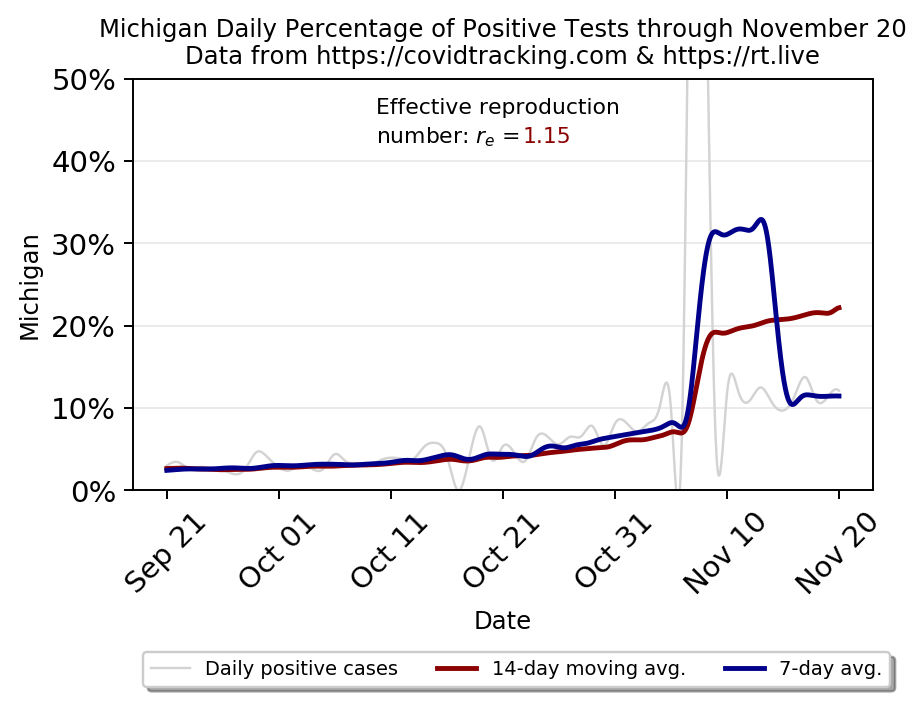 Michigan Daily Percentage of Positive Tests through November 20
Data from https://covidtracking.com & https://rt.live
50%
Effective reproduction
number: rₑ =1.15
40%
30%
20%
10%
0%
Michigan
Sep 21
Oct 01
Oct 11
Oct 21
Oct 31
Nov 10
Nov 20
Date
Daily positive cases
14-day moving avg.
7-day avg.